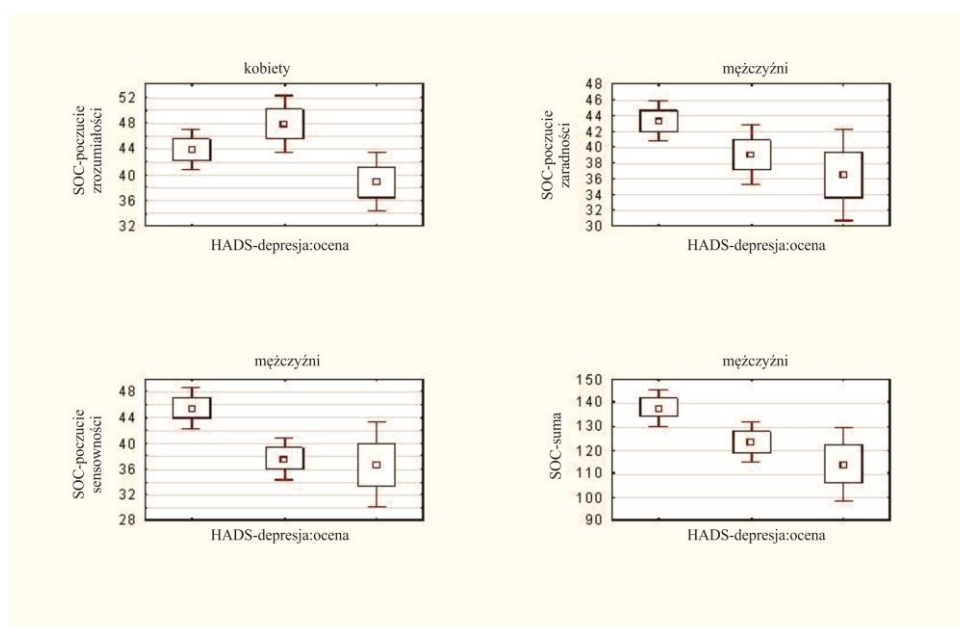 kobiety
SOC-poczucie
zrozumiałości
52
48
44
40
36
32
HADS-depresja:ocena
mężczyźni
SOC-poczucie
zaradności
48
46
44
42
40
38
36
34
32
30
HADS-depresja:ocena
mężczyźni
SOC-poczucie
sensowności
48
44
40
36
32
28
HADS-depresja:ocena
mężczyźni
SOC-suma
150
140
130
120
110
100
90
HADS-depresja:ocena